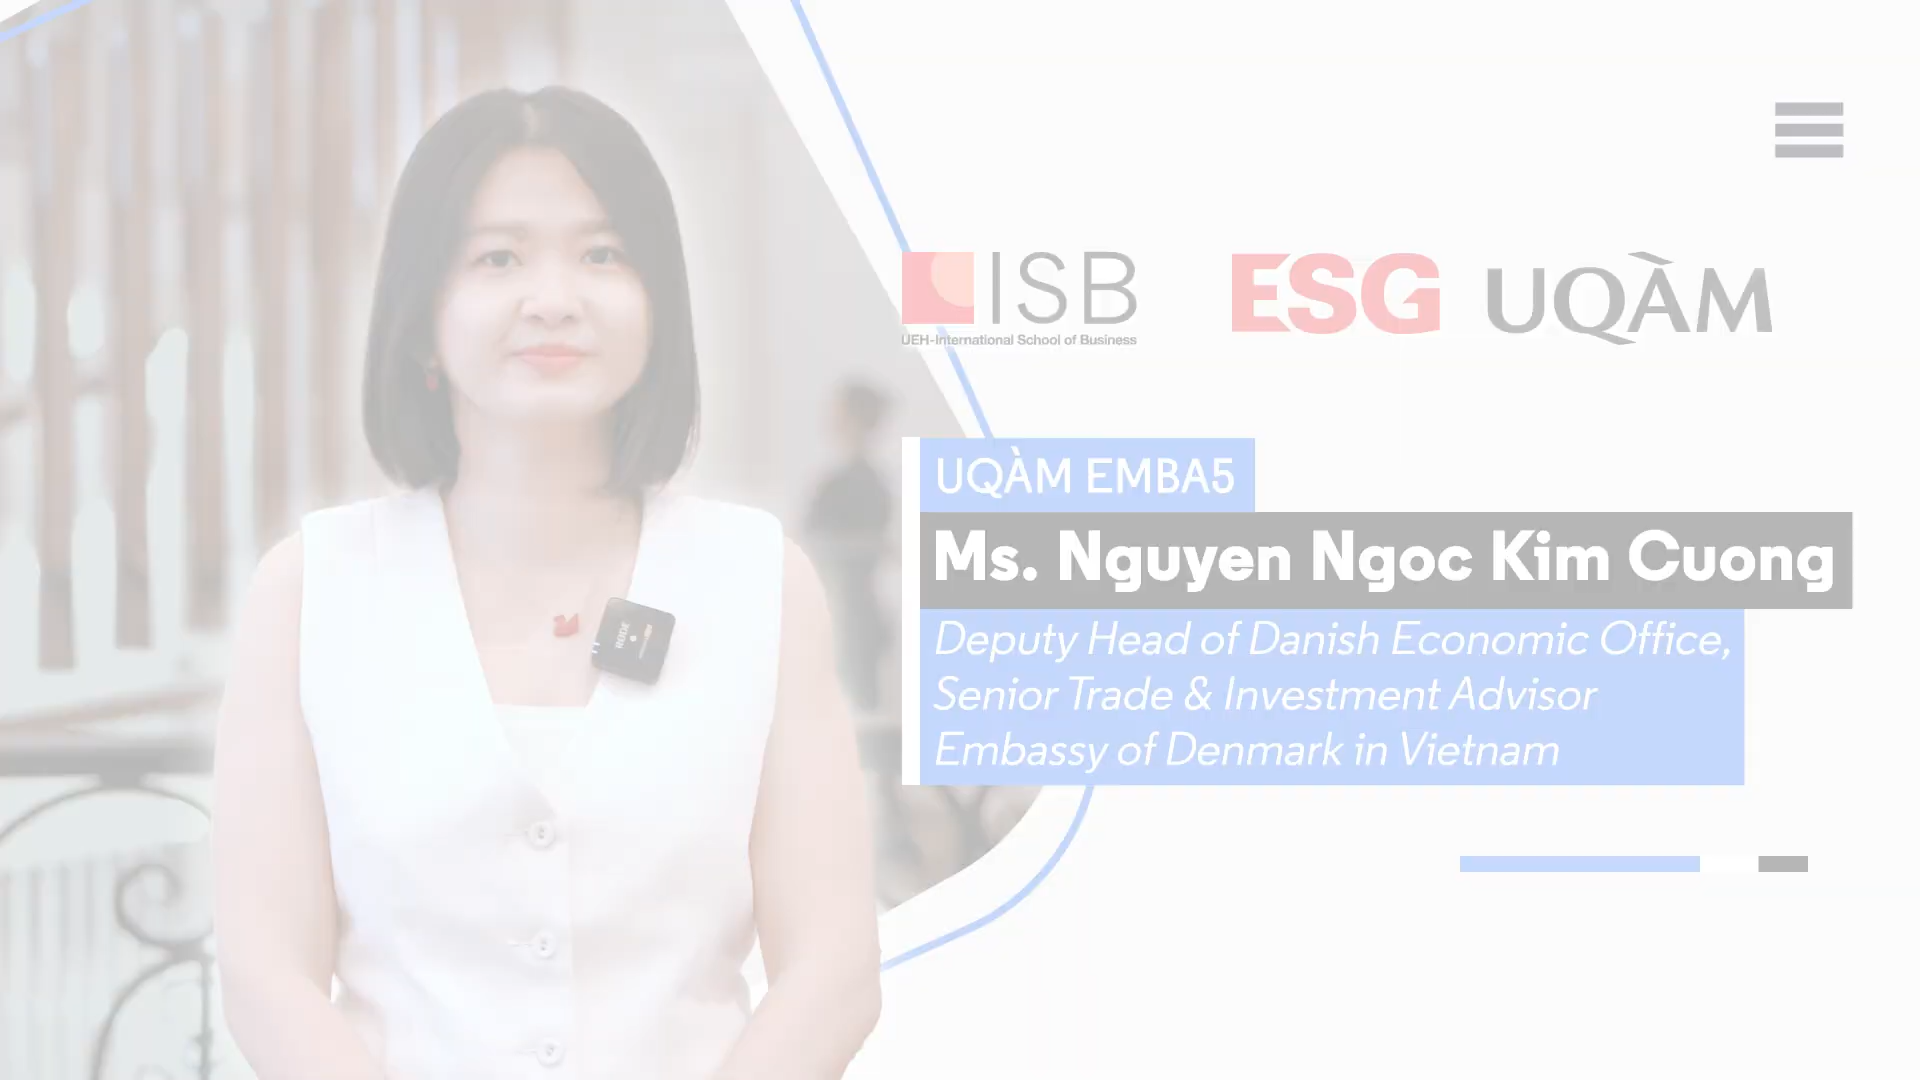 ISB
UEH-International School of Business
ESG UQÀM
UQÀM EMBA5
Ms. Nguyen Ngoc Kim Cuong
Deputy Head of Danish Economic Office,
Senior Trade & Investment Advisor
Embassy of Denmark in Vietnam
RODE